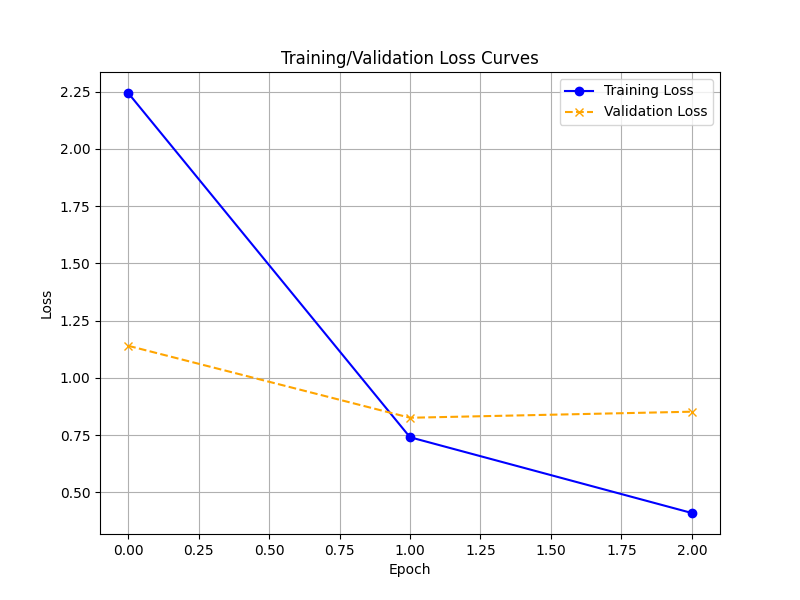 Training/Validation Loss Curves
Training Loss
Validation Loss
2.25
2.00
1.75
1.50
1.25
1.00
0.75
0.50
Loss
0.00 0.25 0.50 0.75 1.00 1.25 1.50 1.75 2.00
Epoch